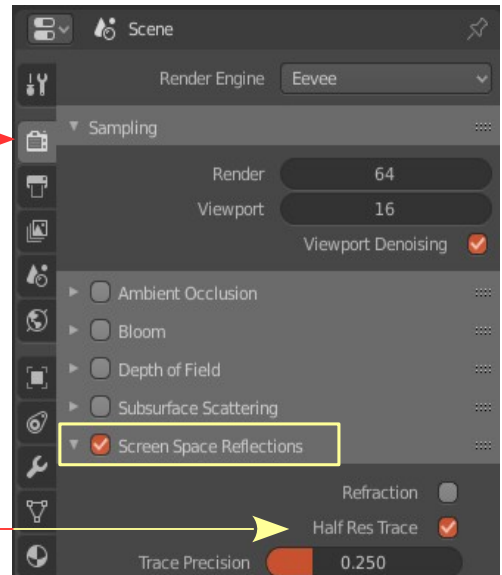 Scene
Render Engine Eevee
Sampling
Render 64
Viewport 16
Viewport Denoising
Ambient Occlusion
Bloom
Depth of Field
Subsurface Scattering
Screen Space Reflections
Refraction
Half Res Trace
Trace Precision 0.250